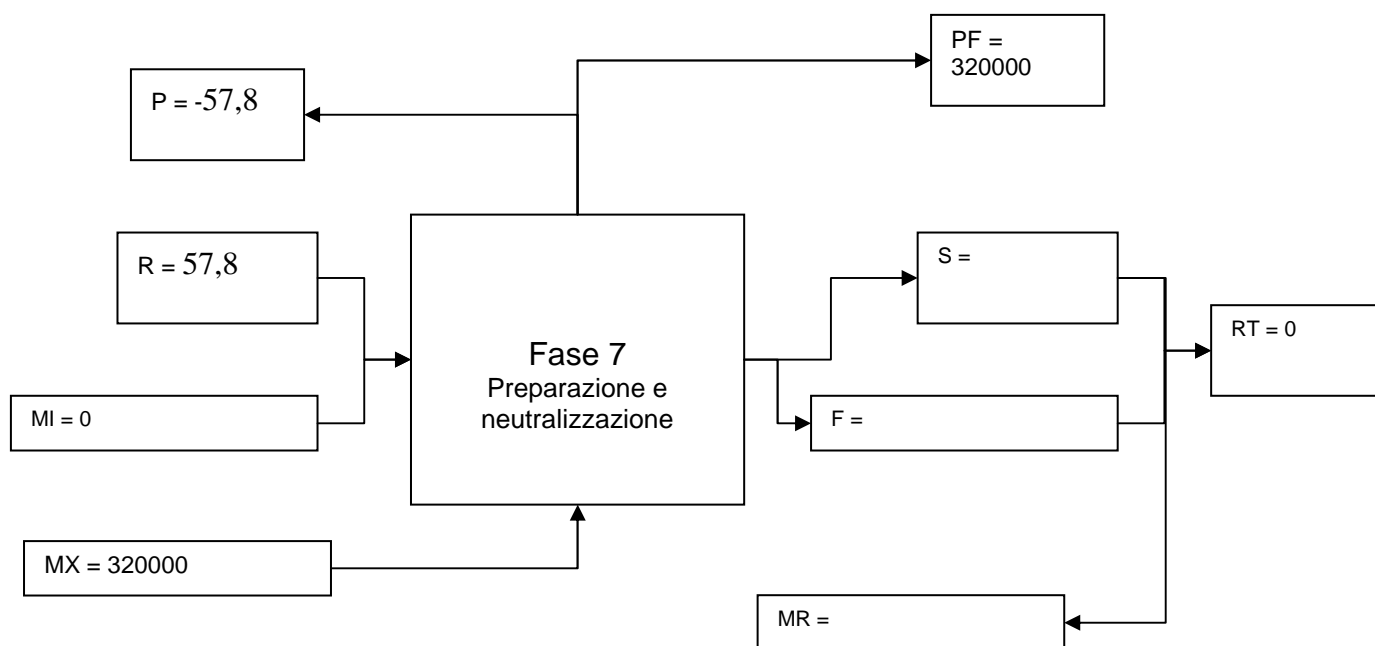 PF =
320000
P = -57,8
R = 57,8
S =
RT = 0
Fase 7
Preparazione e
neutralizzazione
MI = 0
F =
MX = 320000
MR =